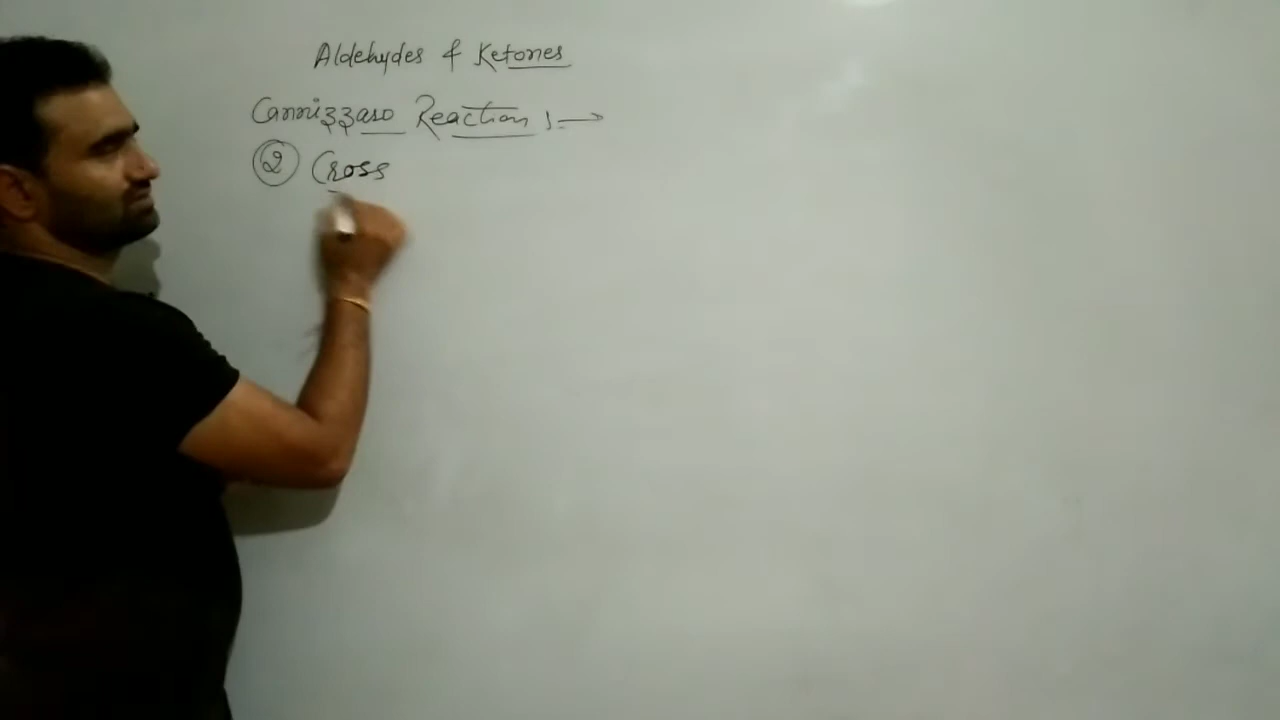 Aldehydes & Ketones
Cannizzaro Reaction :→
② Cross